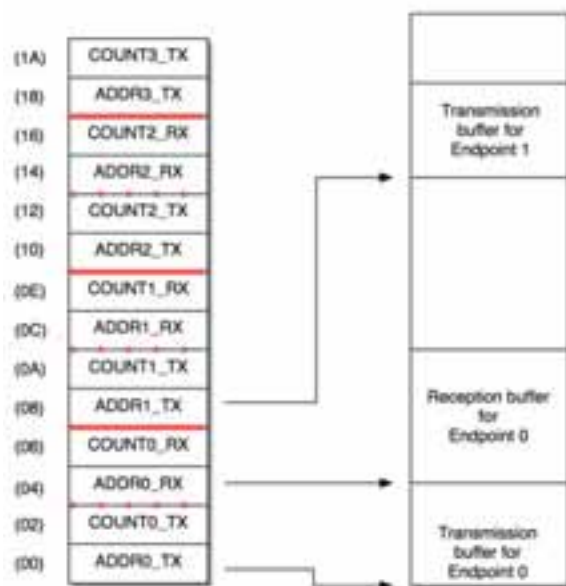 (1A) COUNT3_TX
(18) ADDR3_TX
(16) COUNT2_RX
(14) ADDR2_RX
(12) COUNT2_TX
(10) ADDR2_TX
(0E) COUNT1_RX
(0C) ADDR1_RX
(0A) COUNT1_TX
(08) ADDR1_TX
(06) COUNT0_RX
(04) ADDR0_RX
(02) COUNT0_TX
(00) ADDR0_TX
Transmission
buffer for
Endpoint 1
Reception buffer
for
Endpoint 0
Transmission
buffer for
Endpoint 0